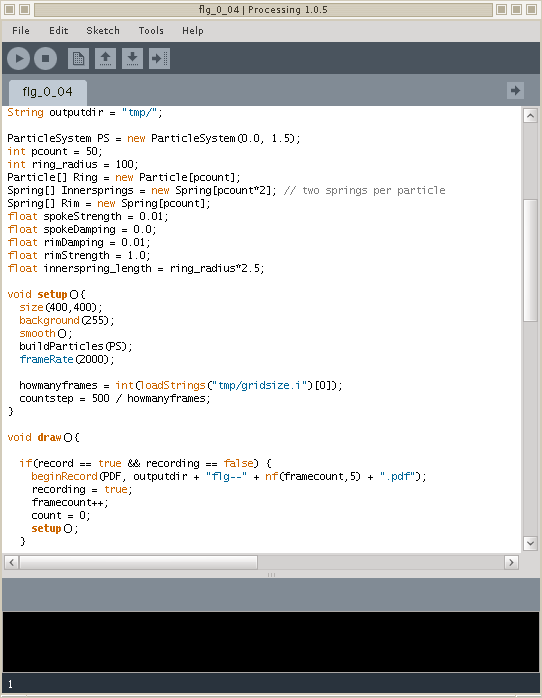 flg_0_04 | Processing 1.0.5
File Edit Sketch Tools Help
flg_0_04
String outputdir = "tmp/";
ParticleSystem PS = new ParticleSystem(0.0, 1.5);
int pcount = 50;
int ring_radius = 100;
Particle[] Ring = new Particle[pcount];
Spring[] Innersprings = new Spring[pcount*2]; // two springs per particle
Spring[] Rim = new Spring[pcount];
float spokeStrength = 0.01;
float spokeDamping = 0.0;
float rimDamping = 0.01;
float rimStrength = 1.0;
float innerspring_length = ring_radius*2.5;
void setup(){
  size(400,400);
  background(255);
  smooth();
  buildParticles(PS);
  frameRate(2000);
  howmanyframes = int(loadStrings("tmp/gridsize.i")[0]);
  countstep = 500 / howmanyframes;
}
void draw(){
  if(record == true && recording == false) {
    beginRecord(PDF, outputdir + "flg--" + nf(framecount,5) + ".pdf");
    recording = true;
    framecount++;
    count = 0;
    setup();
  }
1